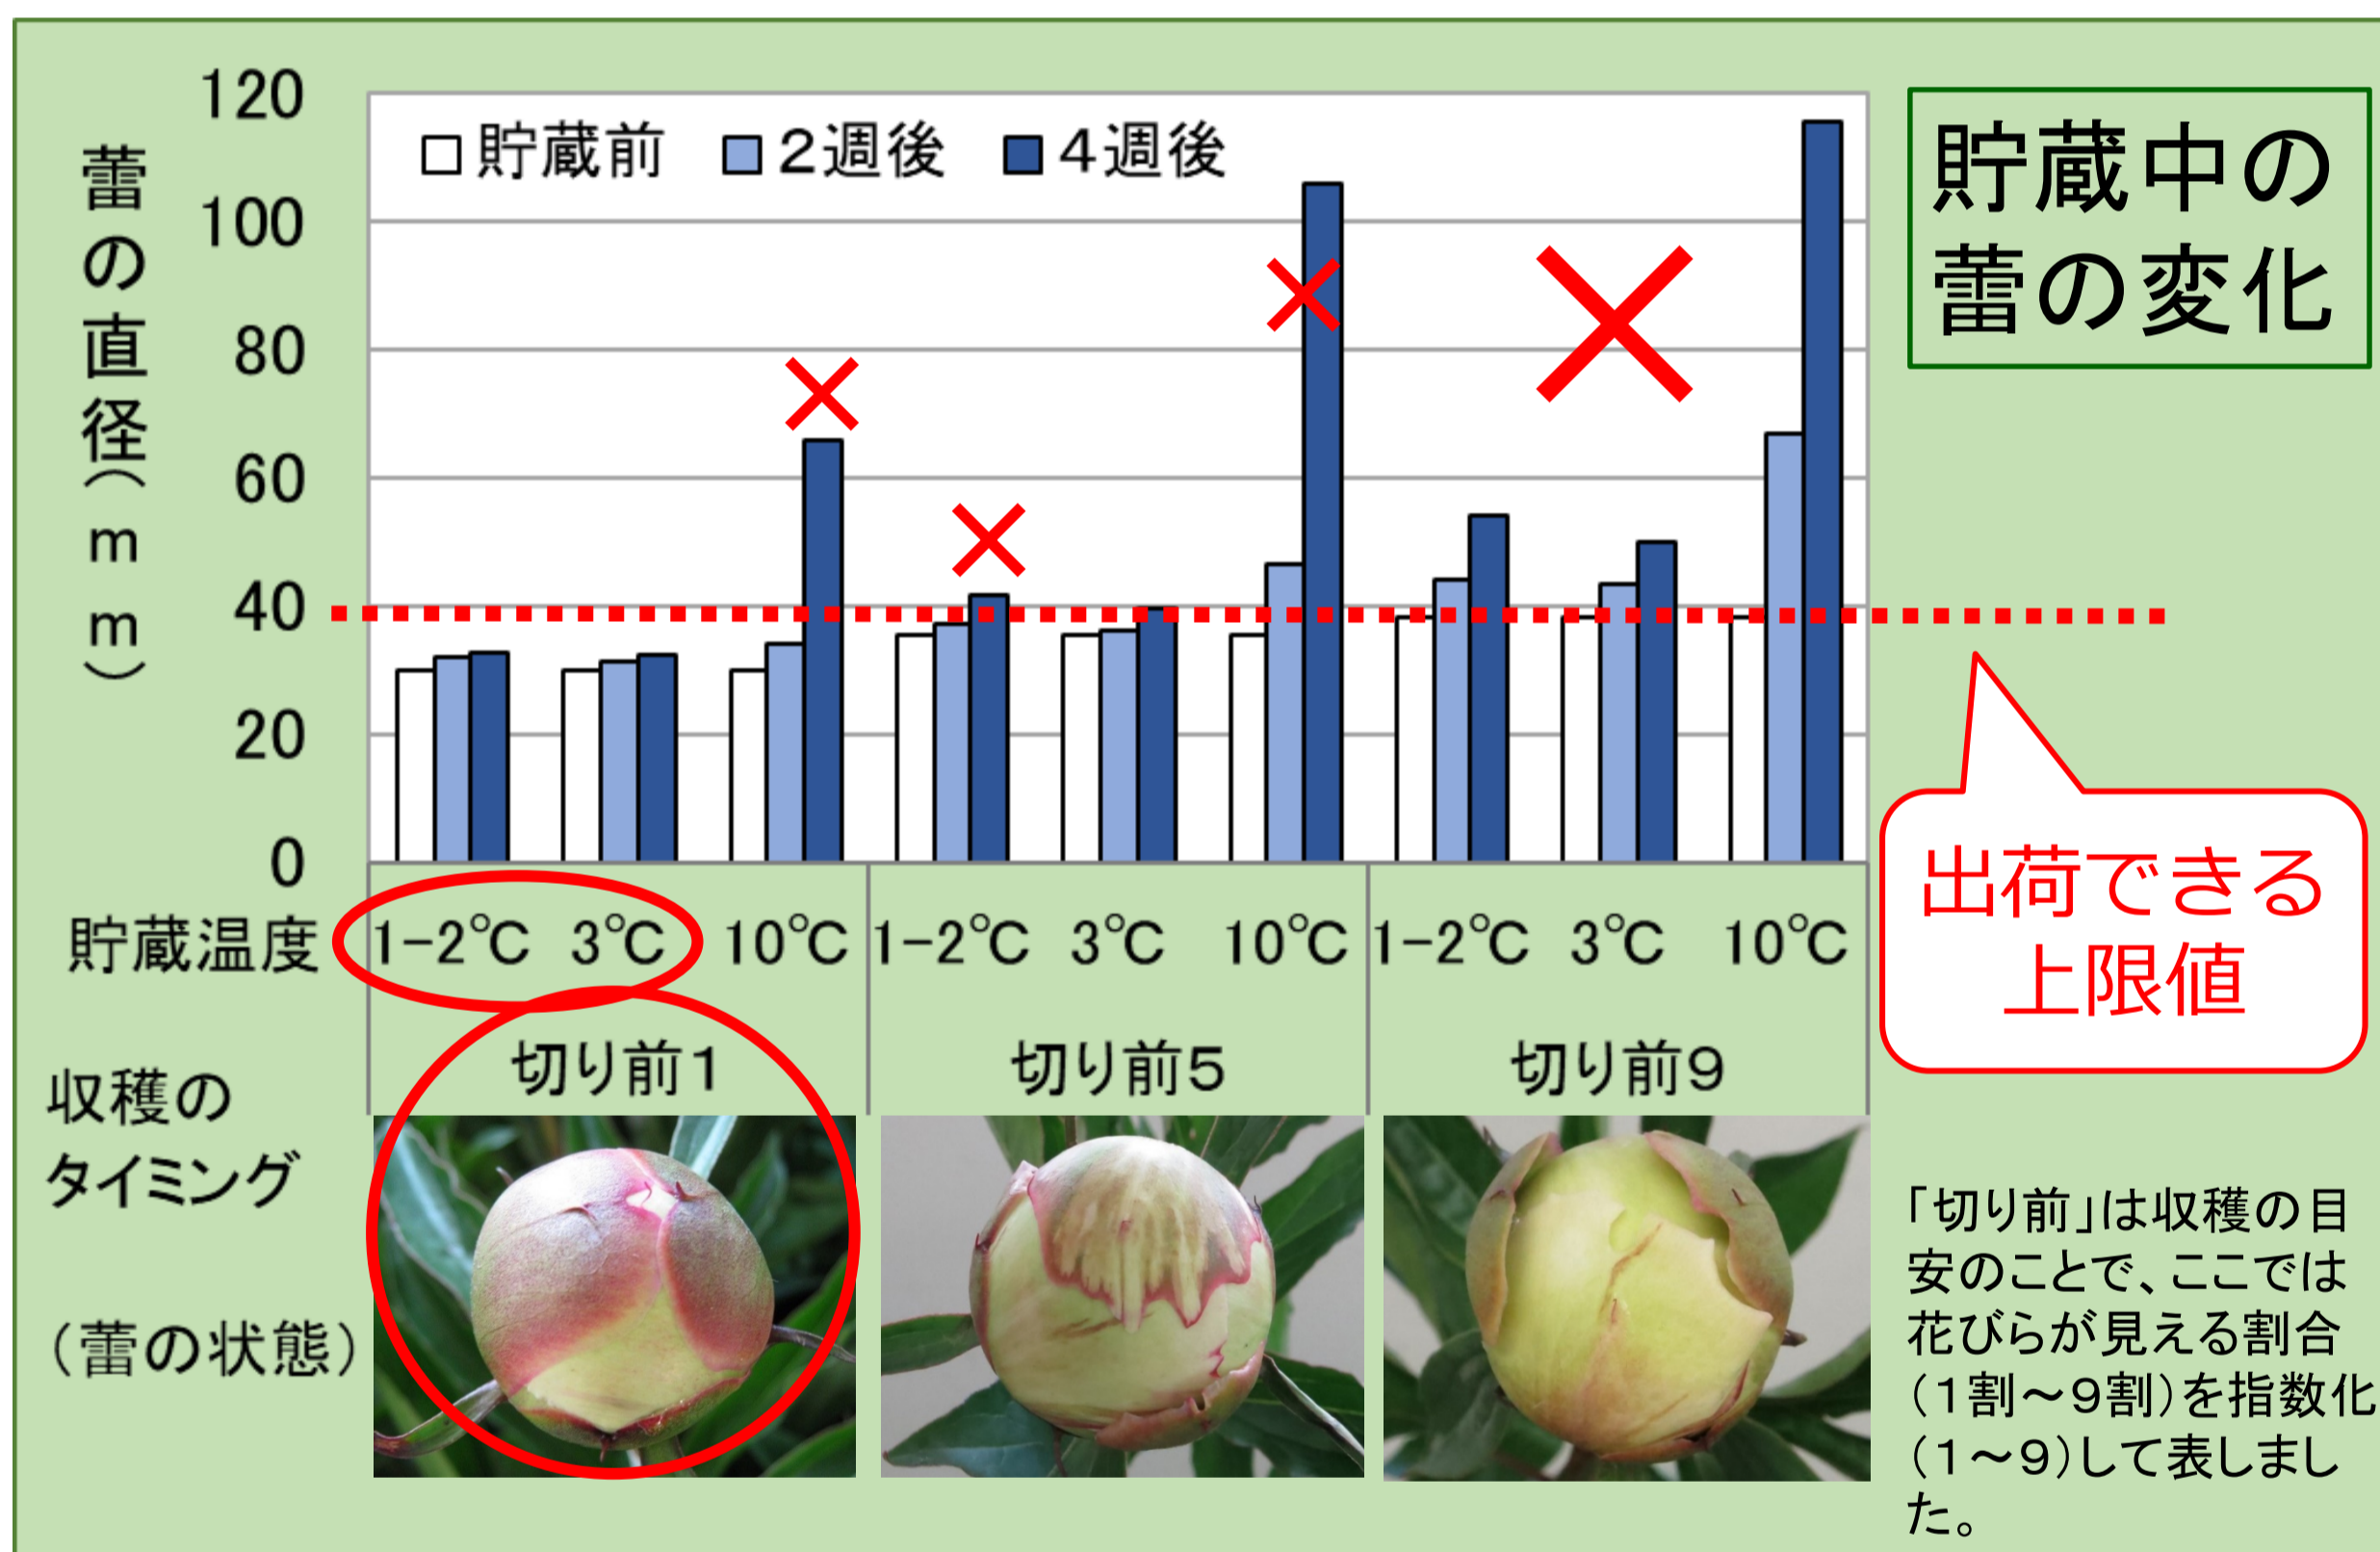 貯蔵中の
蕾の変化
蕾の直径(mm)
120
100
80
60
40
20
0
貯蔵前 2週後 4週後
出荷できる
上限値
貯蔵温度 1-2℃ 3℃ 10℃ 1-2℃ 3℃ 10℃ 1-2℃ 3℃ 10℃
収穫の
タイミング
(蕾の状態)
切り前1 切り前5 切り前9
「切り前」は収穫の目
安のことで、ここでは
花びらが見える割合
(1割~9割)を指数化
(1~9)して表しまし
た。